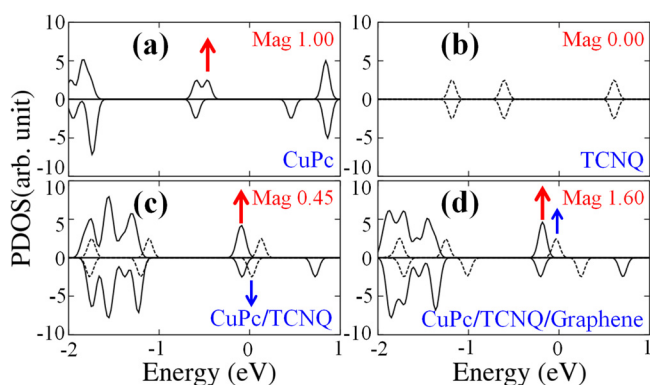 10
(a)
Mag 1.00
(b)
Mag 0.00
5
0
-5
CuPc
TCNQ
-10
10
(c)
Mag 0.45
(d)
Mag 1.60
5
0
-5
CuPc/TCNQ
CuPc/TCNQ/Graphene
-10
-2
-1
0
1
-2
-1
0
1
PDOS(arb. unit)
Energy (eV)
Energy (eV)